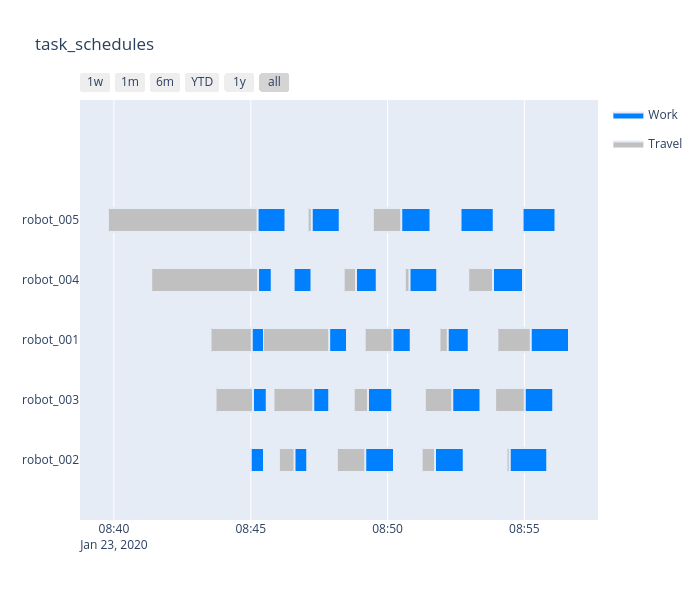 task_schedules
1w 1m 6m YTD 1y all
Work
Travel
robot_005
robot_004
robot_001
robot_003
robot_002
08:40 08:45 08:50 08:55
Jan 23, 2020